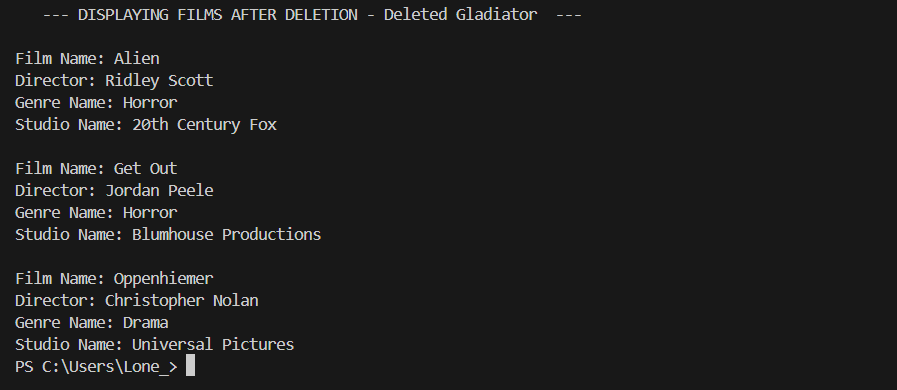 --- DISPLAYING FILMS AFTER DELETION - Deleted Gladiator  ---
Film Name: Alien
Director: Ridley Scott
Genre Name: Horror
Studio Name: 20th Century Fox
Film Name: Get Out
Director: Jordan Peele
Genre Name: Horror
Studio Name: Blumhouse Productions
Film Name: Oppenhiemer
Director: Christopher Nolan
Genre Name: Drama
Studio Name: Universal Pictures
PS C:\Users\Lone_>